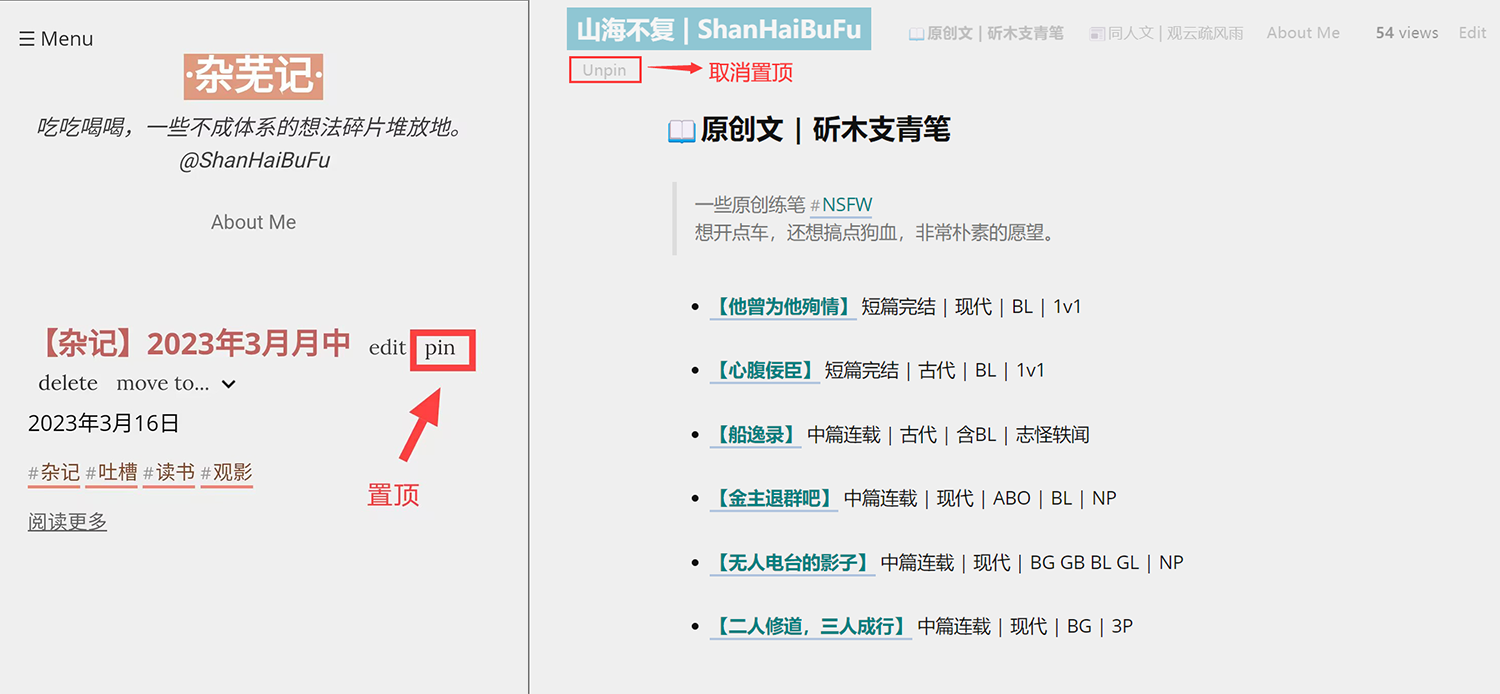 ☰ Menu
·杂芜记·
吃吃喝喝，一些不成体系的想法碎片堆放地。
@ShanHaiBuFu
About Me
【杂记】2023年3月月中 edit pin
delete move to...
2023年3月16日
#杂记 #吐槽 #读书 #观影
阅读更多
置顶
山海不复 | ShanHaiBuFu
📖原创文 | 斫木支青笔 📰同人文 | 观云疏风雨 About Me 54 views Edit
Unpin
取消置顶
📖原创文 | 斫木支青笔
一些原创练笔 #NSFW
想开点车，还想搞点狗血，非常朴素的愿望。
• 【他曾为他殉情】 短篇完结 | 现代 | BL | 1v1
• 【心腹佞臣】 短篇完结 | 古代 | BL | 1v1
• 【船逸录】 中篇连载 | 古代 | 含BL | 志怪轶闻
• 【金主退群吧】 中篇连载 | 现代 | ABO | BL | NP
• 【无人电台的影子】 中篇连载 | 现代 | BG GB BL GL | NP
• 【二人修道，三人成行】 中篇连载 | 现代 | BG | 3P